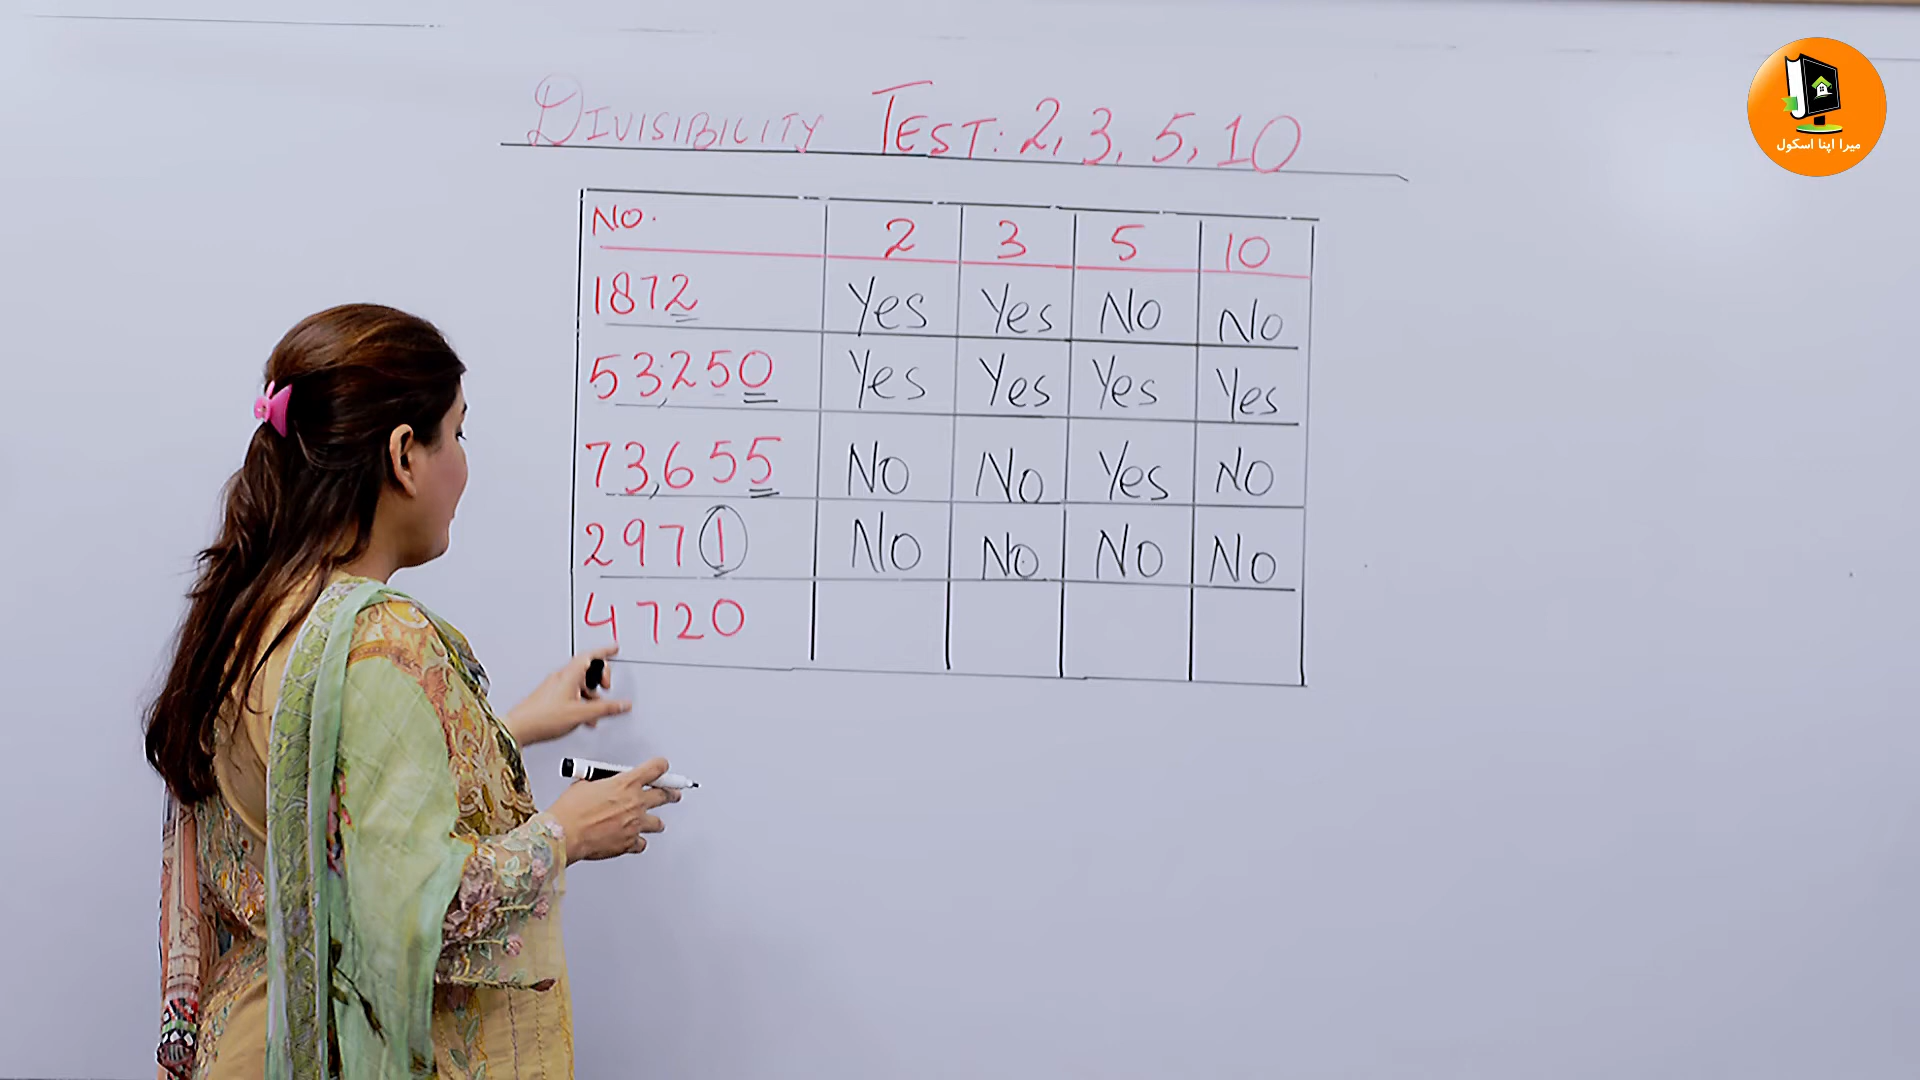 DIVISIBILITY TEST: 2, 3, 5, 10
میرا اپنا اسکول
NO. 2 3 5 10
1872 Yes Yes No No
53,250 Yes Yes Yes Yes
73,655 No No Yes No
2971 No No No No
4720